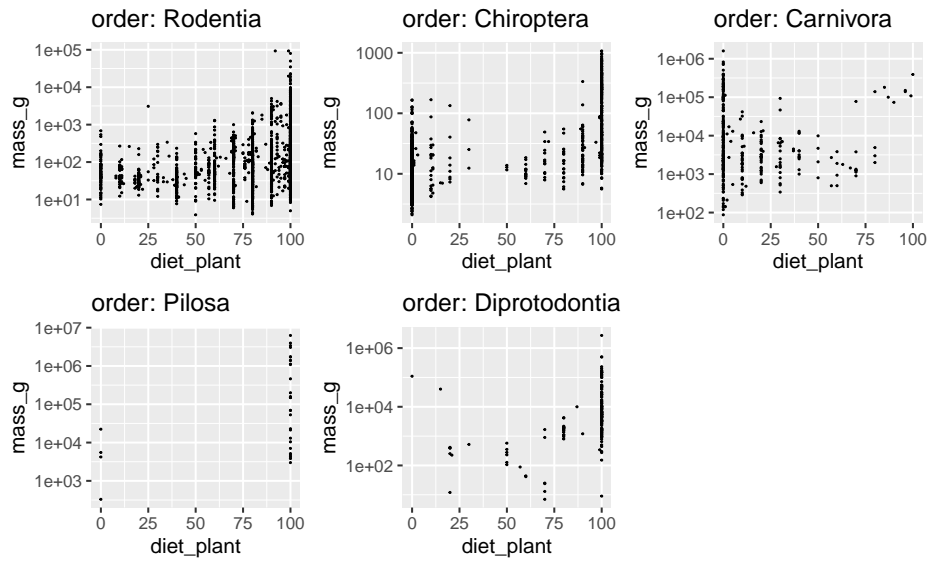 order: Rodentia
1e+05
1e+04
1e+03
1e+02
1e+01
mass_g
0 25 50 75 100
diet_plant
order: Chiroptera
1000
100
10
mass_g
0 25 50 75 100
diet_plant
order: Carnivora
1e+06
1e+05
1e+04
1e+03
1e+02
mass_g
0 25 50 75 100
diet_plant
order: Pilosa
1e+07
1e+06
1e+05
1e+04
1e+03
mass_g
0 25 50 75 100
diet_plant
order: Diprotodontia
1e+06
1e+04
1e+02
mass_g
0 25 50 75 100
diet_plant